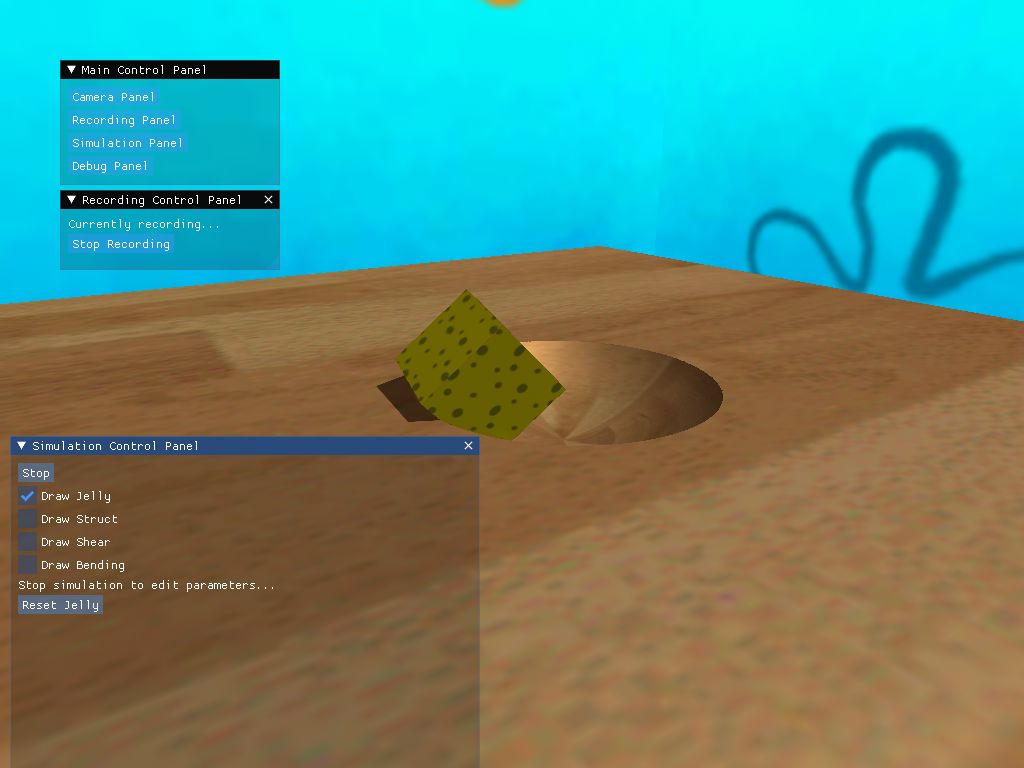 Main Control Panel
Camera Panel
Recording Panel
Simulation Panel
Debug Panel
Recording Control Panel
Currently recording...
Stop Recording
Simulation Control Panel
Stop
Draw Jelly
Draw Struct
Draw Shear
Draw Bending
Stop simulation to edit parameters...
Reset Jelly